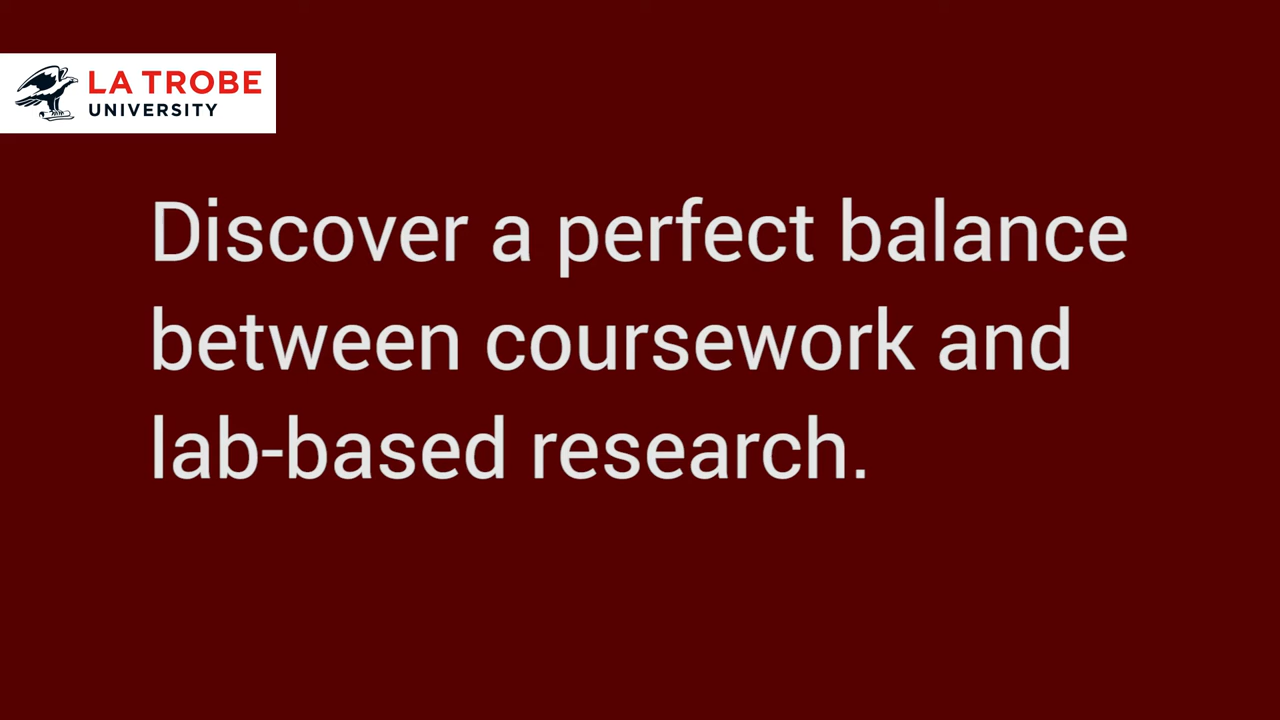 LA TROBE
UNIVERSITY
Discover a perfect balance
between coursework and
lab-based research.